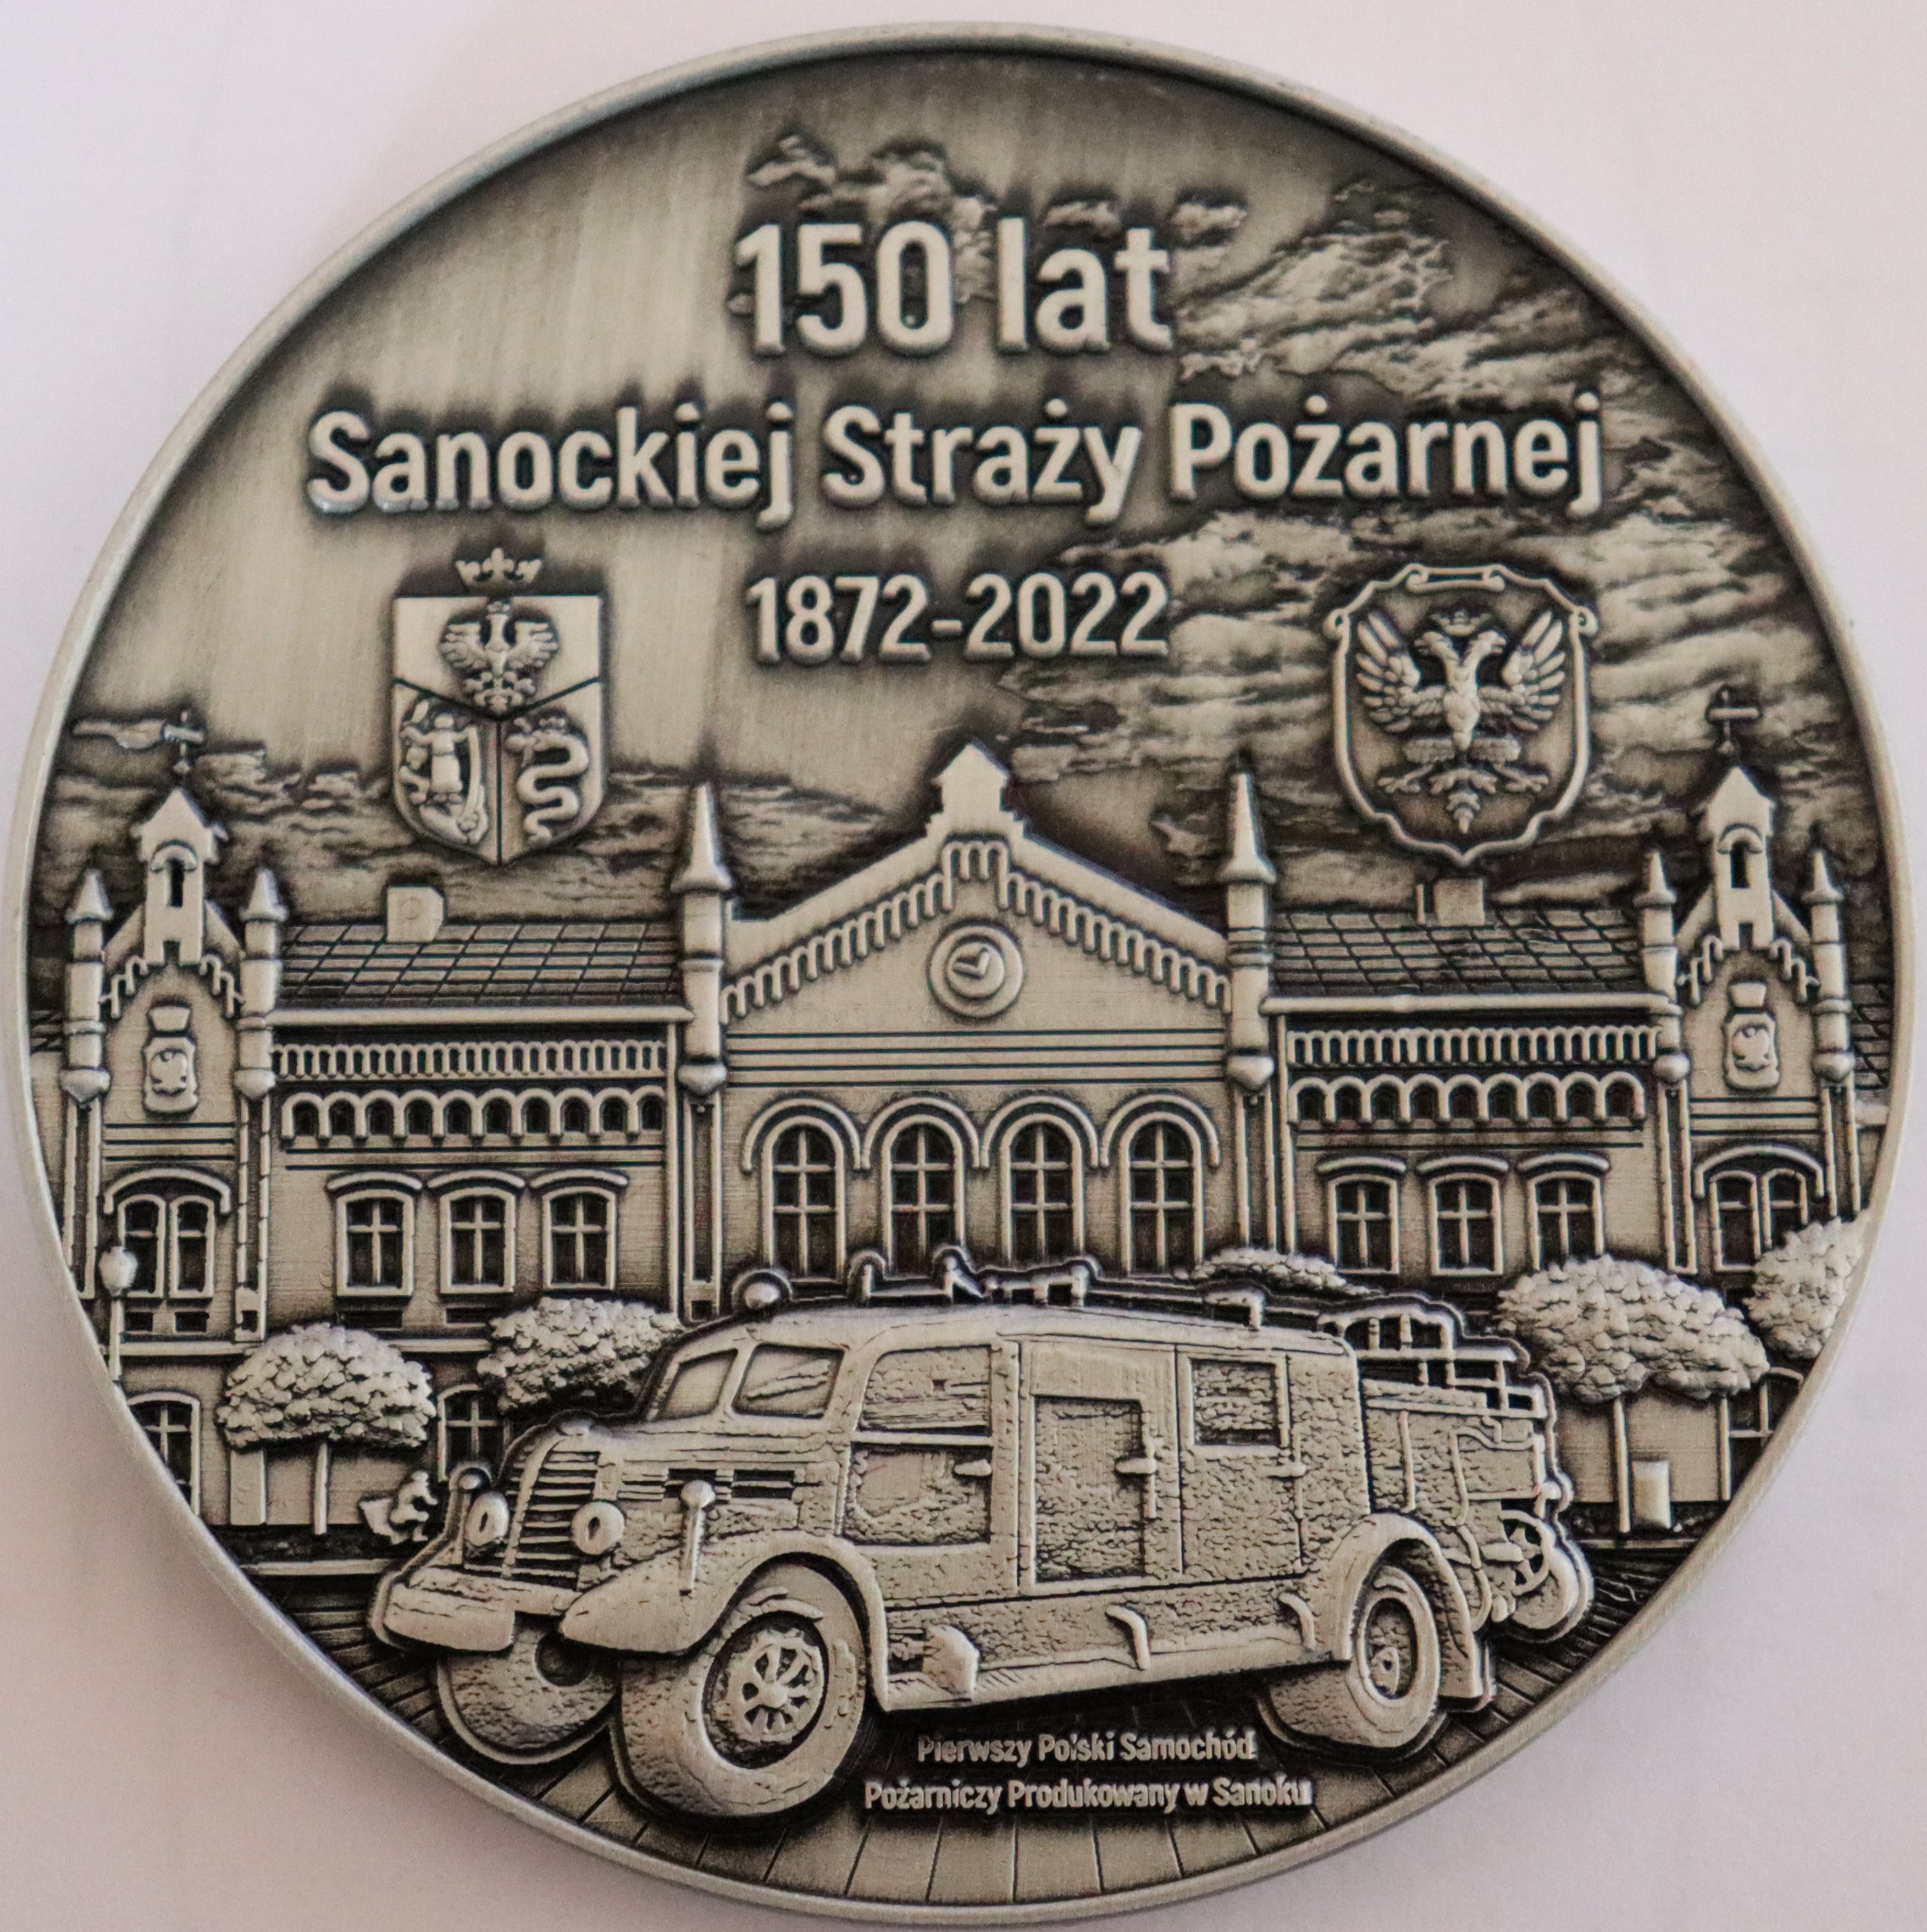 150 lat
Sanockiej Straży Pożarnej
1872-2022
Pierwszy Polski Samochód
Pożarniczy Produkowany w Sanoku